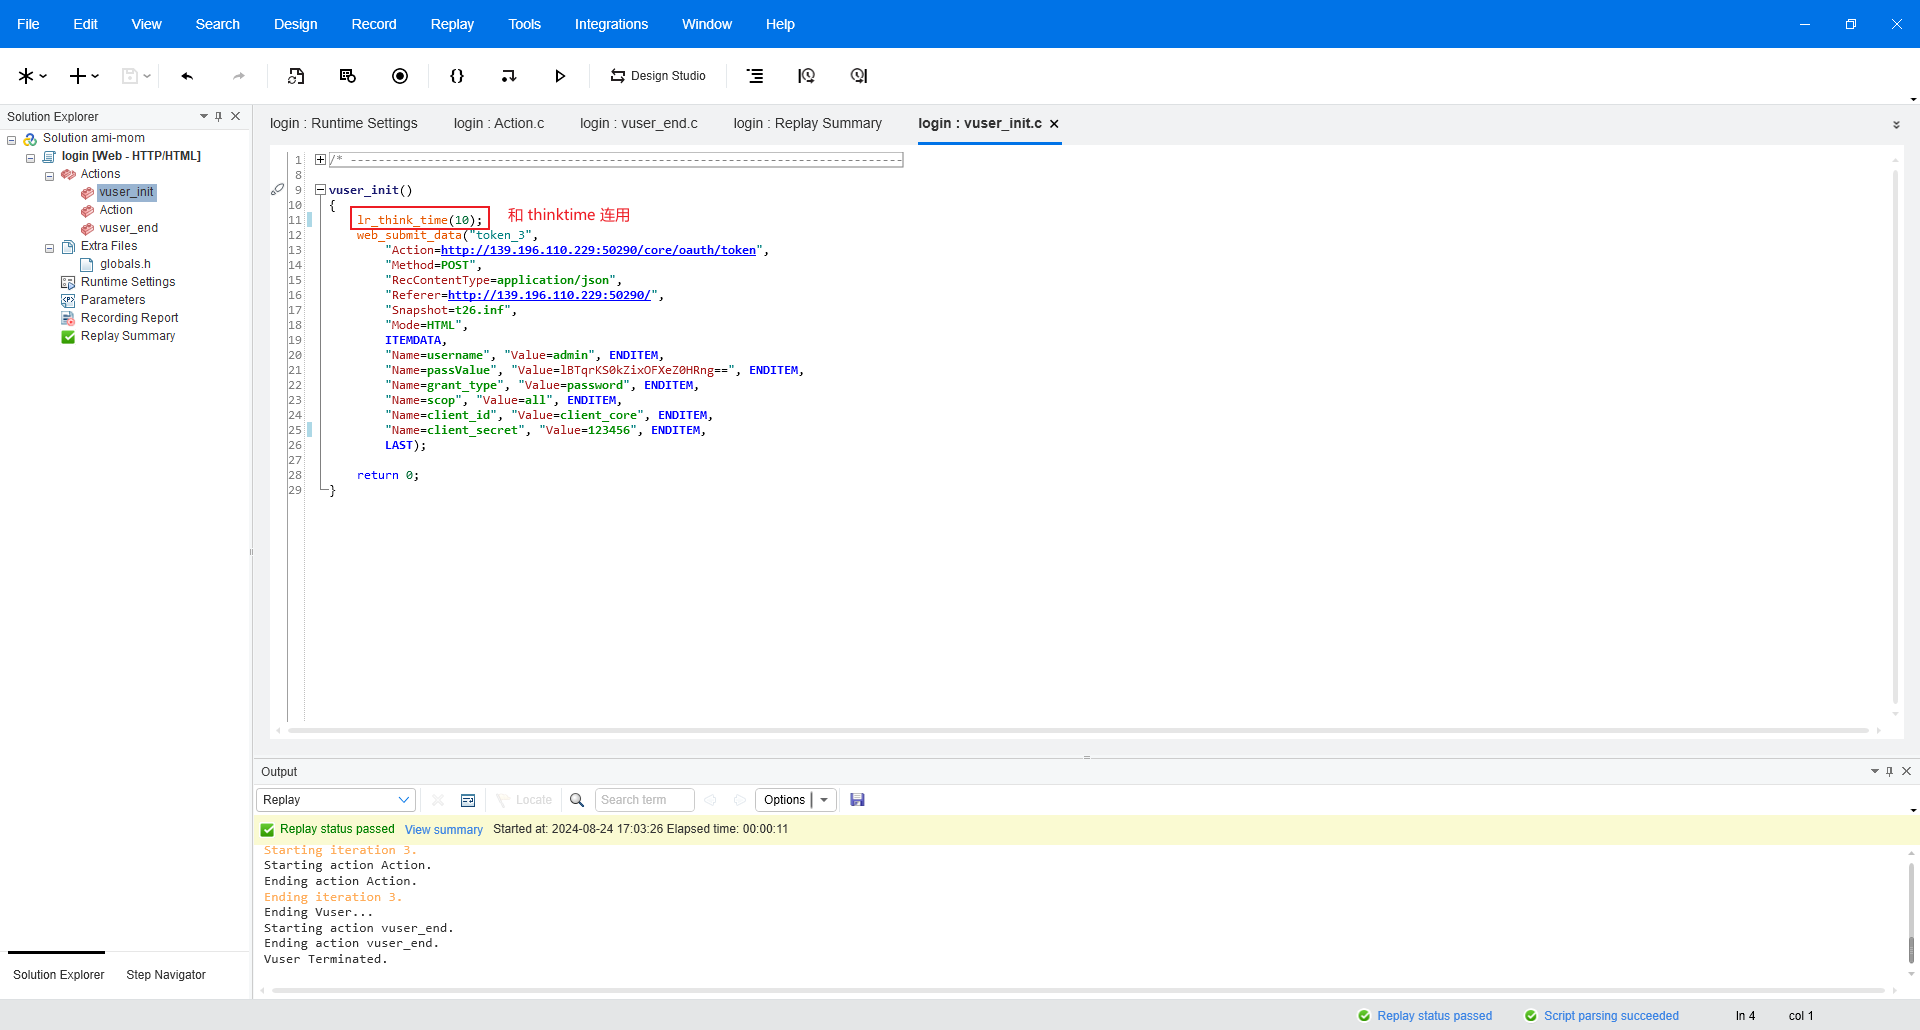 File Edit View Search Design Record Replay Tools Integrations Window Help
Design Studio
Solution Explorer
Solution ami-mom
login [Web - HTTP/HTML]
Actions
vuser_init
Action
vuser_end
Extra Files
globals.h
Runtime Settings
Parameters
Recording Report
Replay Summary
Solution Explorer Step Navigator
login : Runtime Settings login : Action.c login : vuser_end.c login : Replay Summary login : vuser_init.c
1 /* -------------------------------------------------------------------------------
8
9 vuser_init()
10 {
11 lr_think_time(10); 和 thinktime 连用
12 web_submit_data("token_3",
13 "Action=http://139.196.110.229:50290/core/oauth/token",
14 "Method=POST",
15 "RecContentType=application/json",
16 "Referer=http://139.196.110.229:50290/",
17 "Snapshot=t26.inf",
18 "Mode=HTML",
19 ITEMDATA,
20 "Name=username", "Value=admin", ENDITEM,
21 "Name=passValue", "Value=lBTqrKS0kZixOFXeZ0HRng==", ENDITEM,
22 "Name=grant_type", "Value=password", ENDITEM,
23 "Name=scop", "Value=all", ENDITEM,
24 "Name=client_id", "Value=client_core", ENDITEM,
25 "Name=client_secret", "Value=123456", ENDITEM,
26 LAST);
27
28 return 0;
29 }
Output
Replay Locate Search term Options
Replay status passed View summary Started at: 2024-08-24 17:03:26 Elapsed time: 00:00:11
Starting iteration 3.
Starting action Action.
Ending action Action.
Ending iteration 3.
Ending Vuser...
Starting action vuser_end.
Ending action vuser_end.
Vuser Terminated.
Replay status passed Script parsing succeeded ln 4 col 1